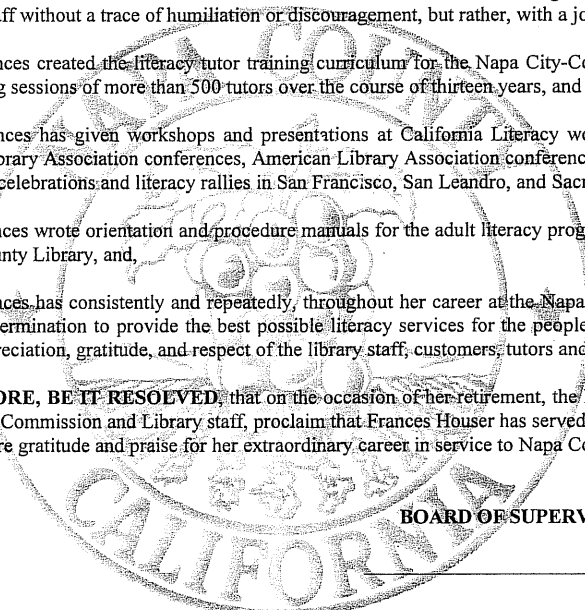 ff without a trace of humiliation or discouragement, but rather, with a jo
nces created the literacy tutor training curriculum for the Napa City-Co
g sessions of more than 500 tutors over the course of thirteen years, and
nces has given workshops and presentations at California Literacy wo
brary Association conferences, American Library Association conferenc
celebrations and literacy rallies in San Francisco, San Leandro, and Sacr
nces wrote orientation and procedure manuals for the adult literacy prog
unty Library, and,
nces has consistently and repeatedly, throughout her career at the Napa
ermination to provide the best possible literacy services for the people
reciation, gratitude, and respect of the library staff, customers, tutors and
ORE, BE IT RESOLVED, that on the occasion of her retirement, the
Commission and Library staff, proclaim that Frances Houser has served
re gratitude and praise for her extraordinary career in service to Napa Co
BOARD OF SUPERV
NAPA COUNTY
CALIFORNIA